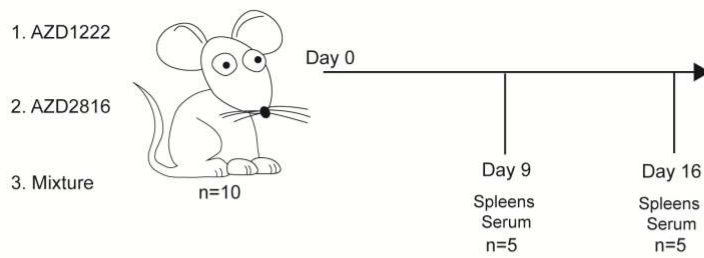 1. AZD1222
2. AZD2816
3. Mixture
n=10
Day 0
Day 9
Spleens
Serum
n=5
Day 16
Spleens
Serum
n=5